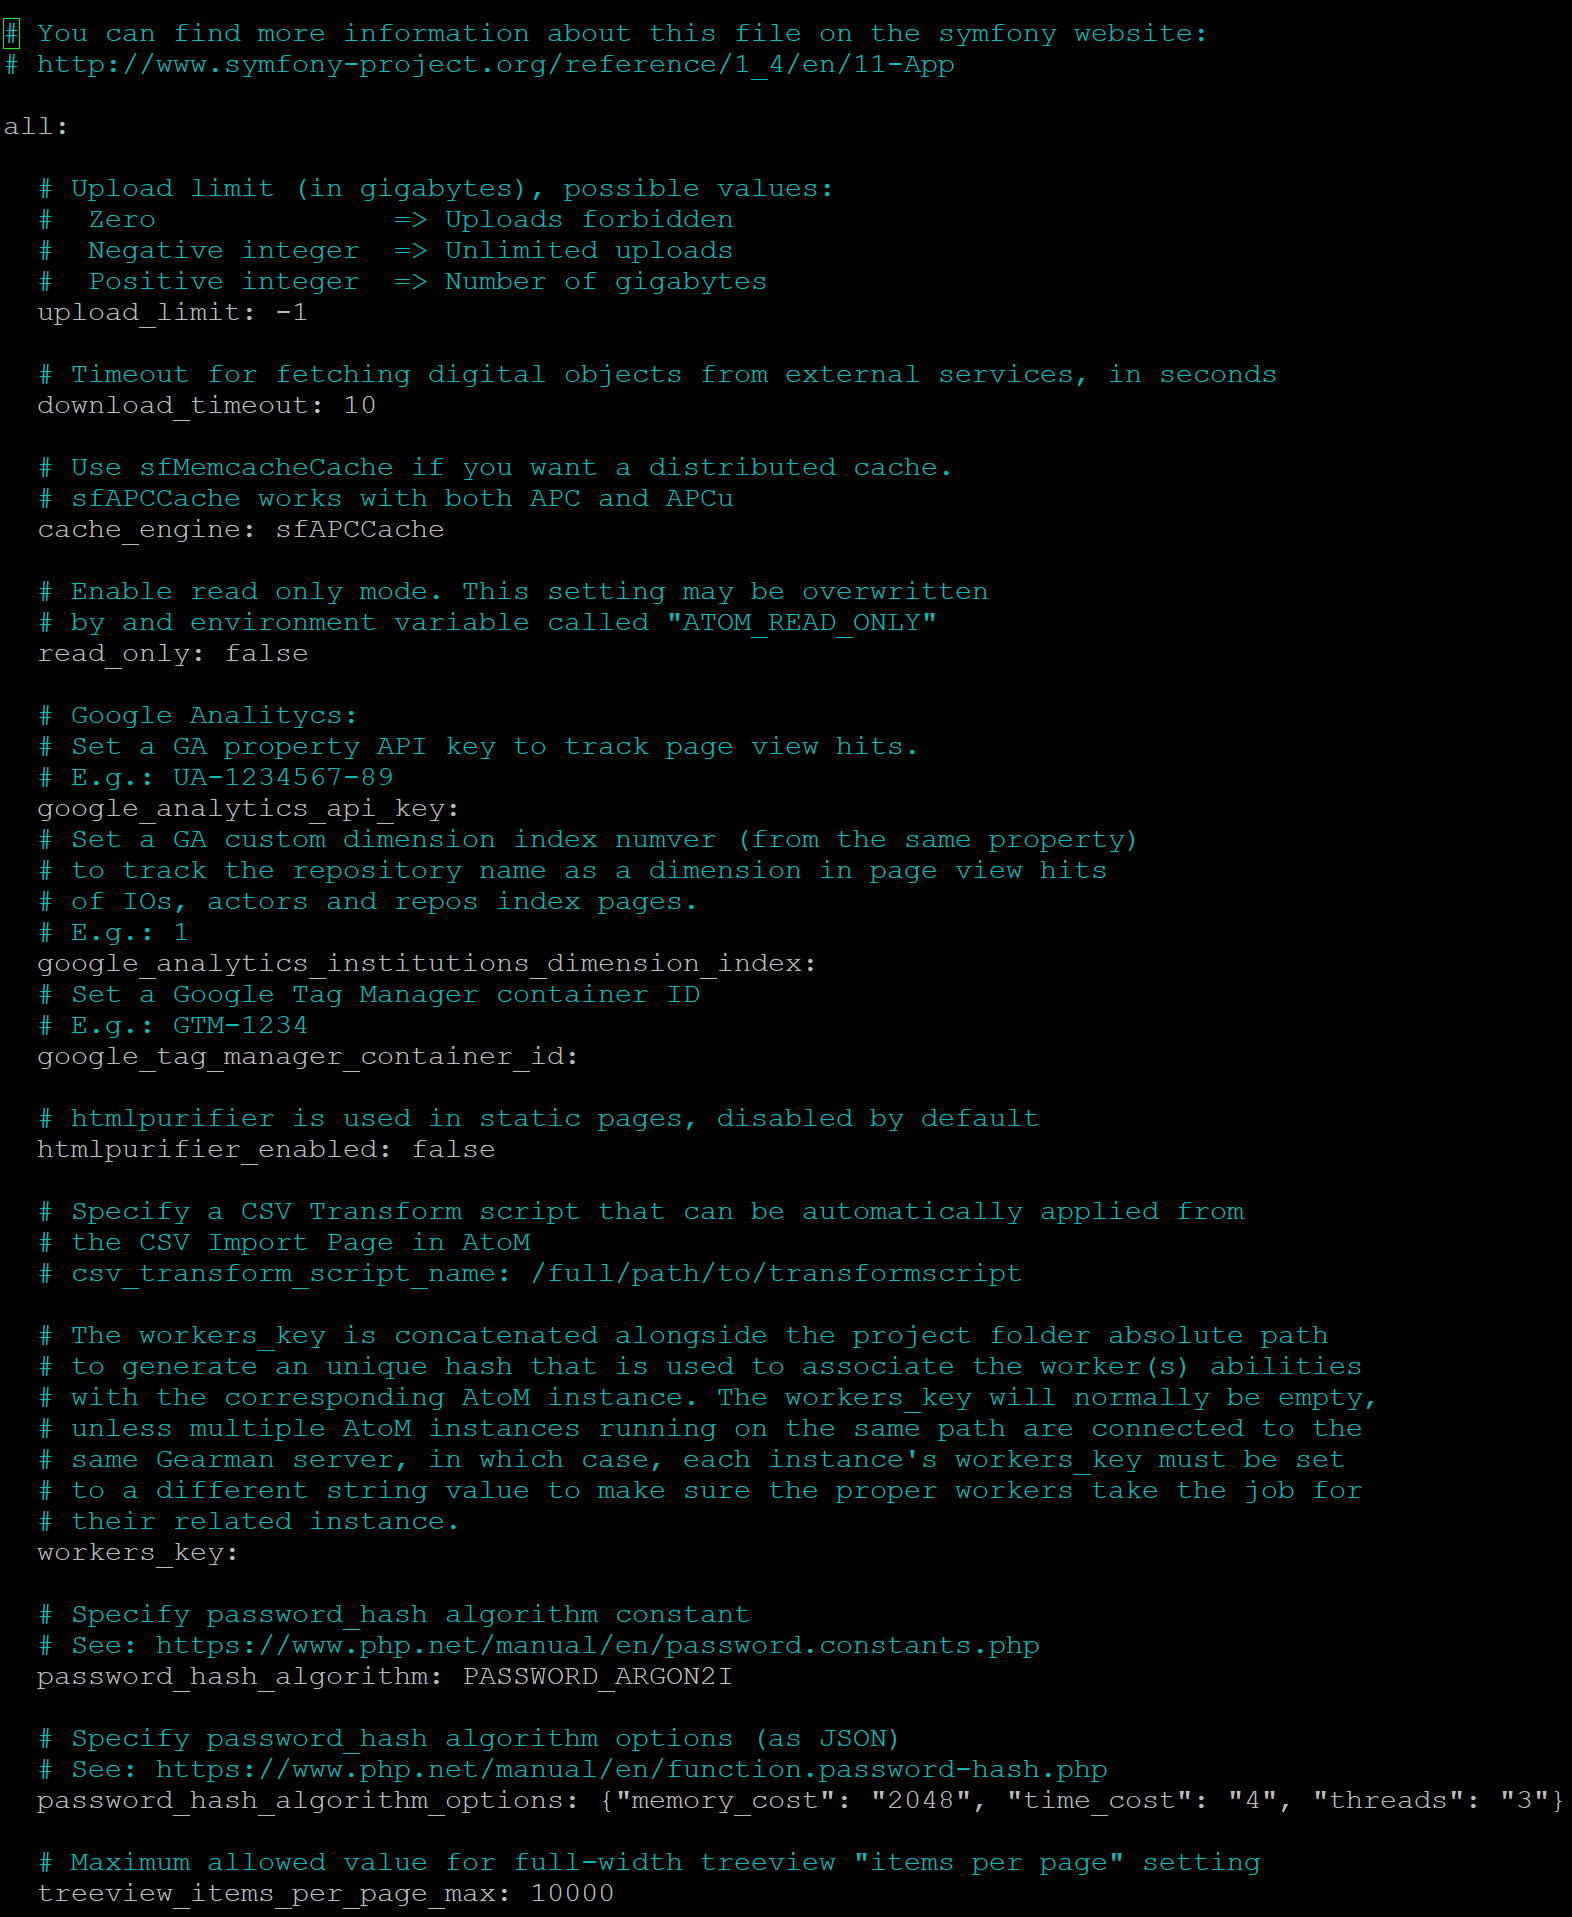 # You can find more information about this file on the symfony website:
# http://www.symfony-project.org/reference/1_4/en/11-App

all:

  # Upload limit (in gigabytes), possible values:
  #  Zero              => Uploads forbidden
  #  Negative integer  => Unlimited uploads
  #  Positive integer  => Number of gigabytes
  upload_limit: -1

  # Timeout for fetching digital objects from external services, in seconds
  download_timeout: 10

  # Use sfMemcacheCache if you want a distributed cache.
  # sfAPCCache works with both APC and APCu
  cache_engine: sfAPCCache

  # Enable read only mode. This setting may be overwritten
  # by and environment variable called "ATOM_READ_ONLY"
  read_only: false

  # Google Analitycs:
  # Set a GA property API key to track page view hits.
  # E.g.: UA-1234567-89
  google_analytics_api_key:
  # Set a GA custom dimension index numver (from the same property)
  # to track the repository name as a dimension in page view hits
  # of IOs, actors and repos index pages.
  # E.g.: 1
  google_analytics_institutions_dimension_index:
  # Set a Google Tag Manager container ID
  # E.g.: GTM-1234
  google_tag_manager_container_id:

  # htmlpurifier is used in static pages, disabled by default
  htmlpurifier_enabled: false

  # Specify a CSV Transform script that can be automatically applied from
  # the CSV Import Page in AtoM
  # csv_transform_script_name: /full/path/to/transformscript

  # The workers_key is concatenated alongside the project folder absolute path
  # to generate an unique hash that is used to associate the worker(s) abilities
  # with the corresponding AtoM instance. The workers_key will normally be empty,
  # unless multiple AtoM instances running on the same path are connected to the
  # same Gearman server, in which case, each instance's workers_key must be set
  # to a different string value to make sure the proper workers take the job for
  # their related instance.
  workers_key:

  # Specify password_hash algorithm constant
  # See: https://www.php.net/manual/en/password.constants.php
  password_hash_algorithm: PASSWORD_ARGON2I

  # Specify password_hash algorithm options (as JSON)
  # See: https://www.php.net/manual/en/function.password-hash.php
  password_hash_algorithm_options: {"memory_cost": "2048", "time_cost": "4", "threads": "3"}

  # Maximum allowed value for full-width treeview "items per page" setting
  treeview_items_per_page_max: 10000